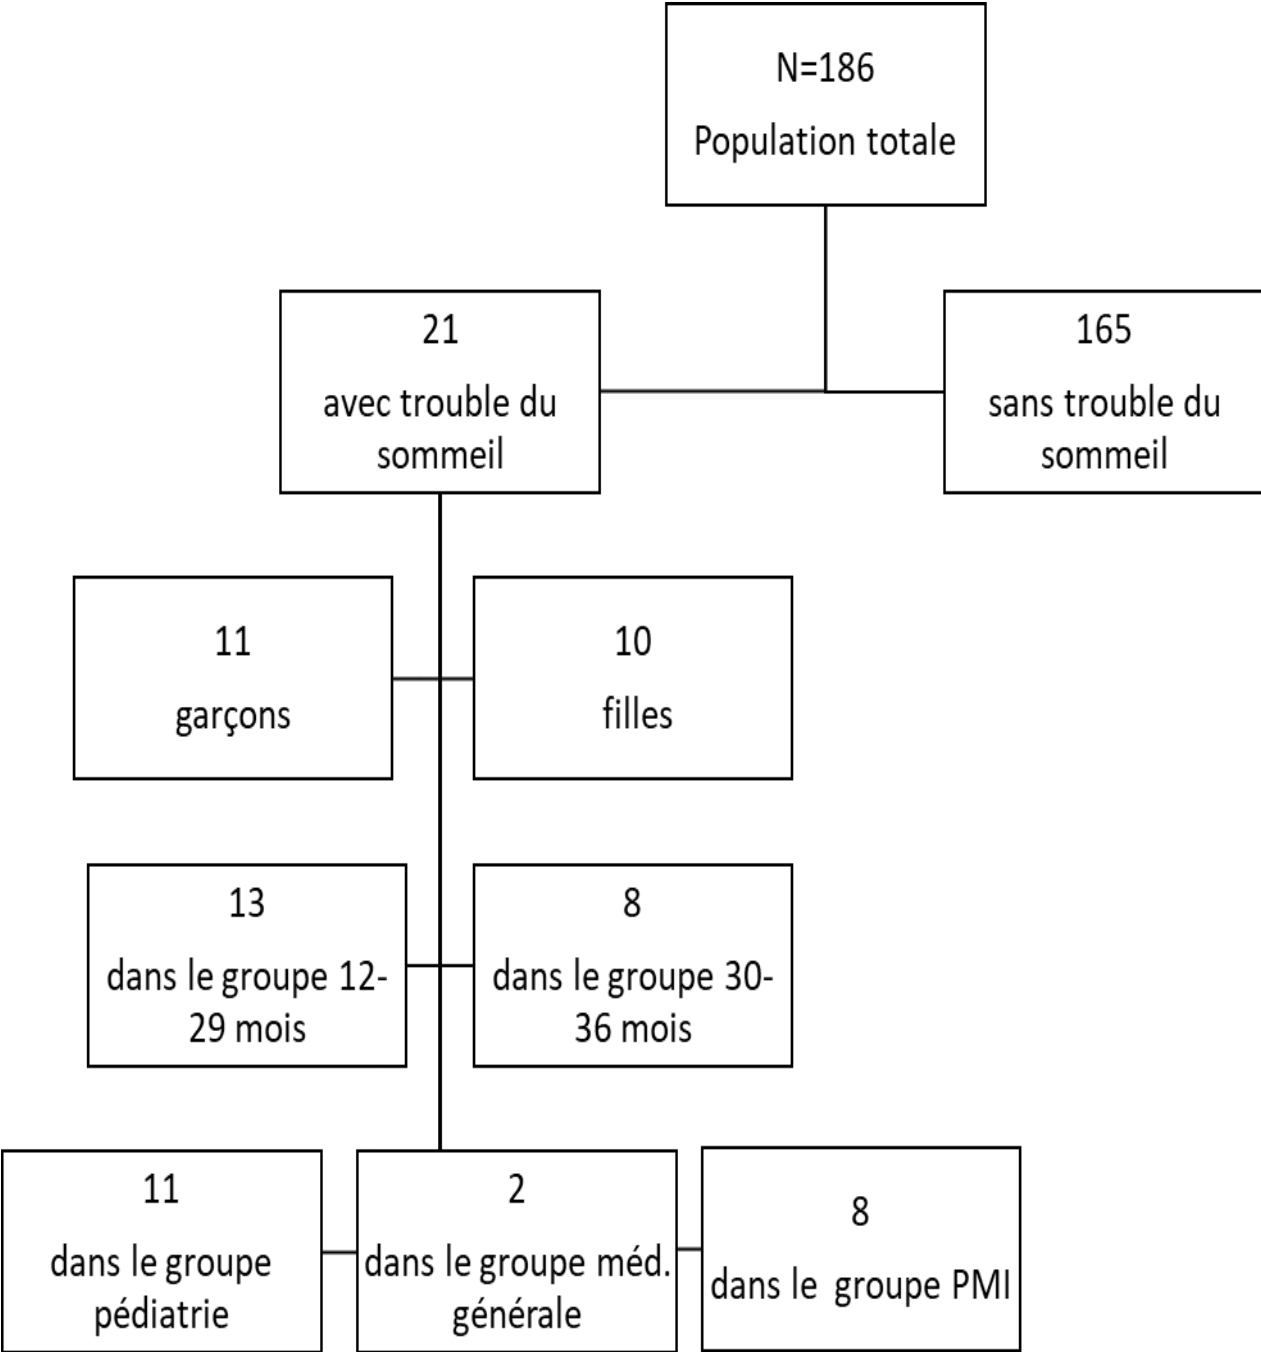 N=186
Population totale
21
avec trouble du
sommeil
165
sans trouble du
sommeil
11
garçons
10
filles
13
dans le groupe 12-
29 mois
8
dans le groupe 30-
36 mois
11
dans le groupe
pédiatrie
2
dans le groupe méd.
générale
8
dans le groupe PMI